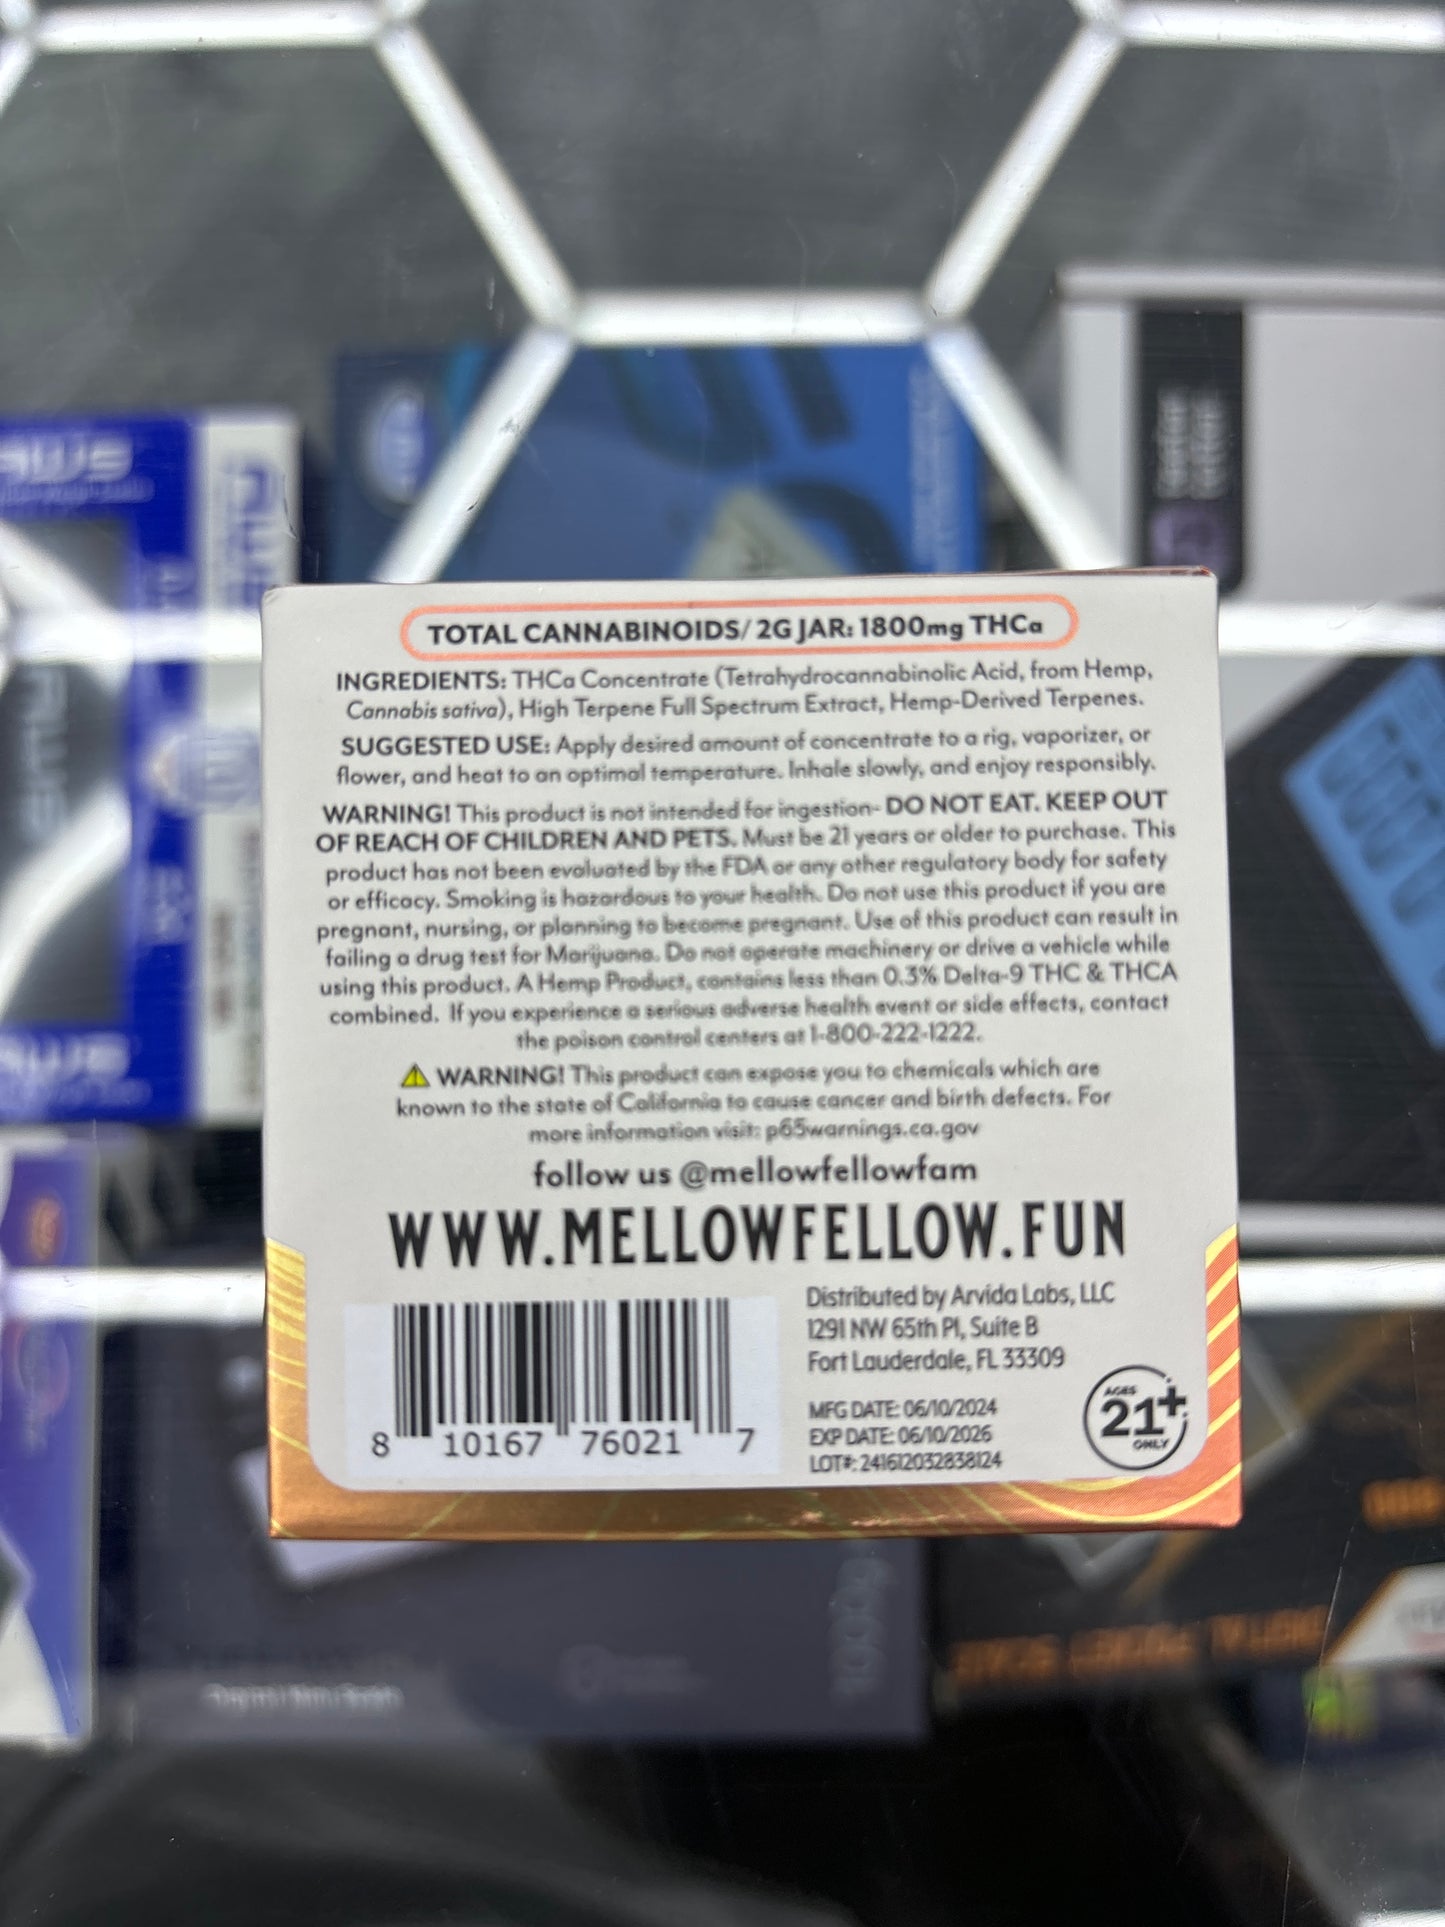 TOTAL CANNABINOIDS/ 2G JAR: 1800mg THCa
INGREDIENTS: THCa Concentrate (Tetrahydrocannabinolic Acid, from Hemp,
Cannabis sativa), High Terpene Full Spectrum Extract, Hemp-Derived Terpenes.
SUGGESTED USE: Apply desired amount of concentrate to a rig, vaporizer, or
flower, and heat to an optimal temperature. Inhale slowly, and enjoy responsibly.
WARNING! This product is not intended for ingestion- DO NOT EAT. KEEP OUT
OF REACH OF CHILDREN AND PETS. Must be 21 years or older to purchase. This
product has not been evaluated by the FDA or any other regulatory body for safety
or efficacy. Smoking is hazardous to your health. Do not use this product if you are
pregnant, nursing, or planning to become pregnant. Use of this product can result in
failing a drug test for Marijuana. Do not operate machinery or drive a vehicle while
using this product. A Hemp Product, contains less than 0.3% Delta-9 THC & THCA
combined. If you experience a serious adverse health event or side effects, contact
the poison control centers at 1-800-222-1222.
⚠ WARNING! This product can expose you to chemicals which are
known to the state of California to cause cancer and birth defects. For
more information visit: p65warnings.ca.gov
follow us @mellowfellowfam
WWW.MELLOWFELLOW.FUN
Distributed by Arvida Labs, LLC
1291 NW 65th Pl, Suite B
Fort Lauderdale, FL 33309
MFG DATE: 06/10/2024
EXP DATE: 06/10/2026
LOT#: 241612032838124
AGES
21+
ONLY
8 10167 76021 7
1000g